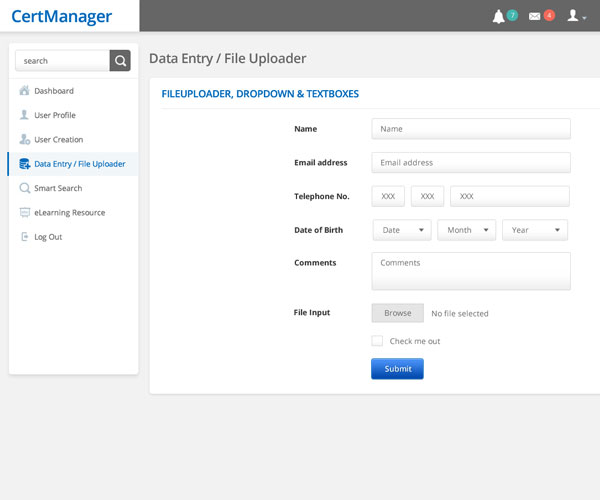 CertManager
7
4
search
Dashboard
User Profile
User Creation
Data Entry / File Uploader
Smart Search
eLearning Resource
Log Out
Data Entry / File Uploader
FILEUPLOADER, DROPDOWN & TEXTBOXES
Name Name
Email address Email address
Telephone No. XXX XXX XXX
Date of Birth Date Month Year
Comments Comments
File Input Browse No file selected
Check me out
Submit